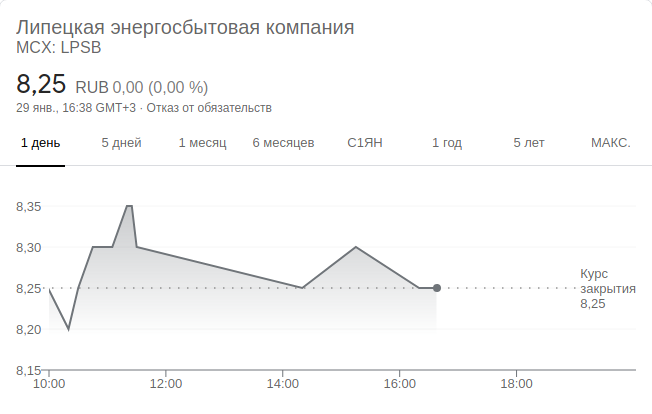 Липецкая энергосбытовая компания
MCX: LPSB
8,25 RUB 0,00 (0,00 %)
29 янв., 16:38 GMT+3 · Отказ от обязательств
1 день 5 дней 1 месяц 6 месяцев С1ЯН 1 год 5 лет МАКС.
8,35
8,30
8,25
Курс
закрытия
8,25
8,20
8,15
10:00 12:00 14:00 16:00 18:00